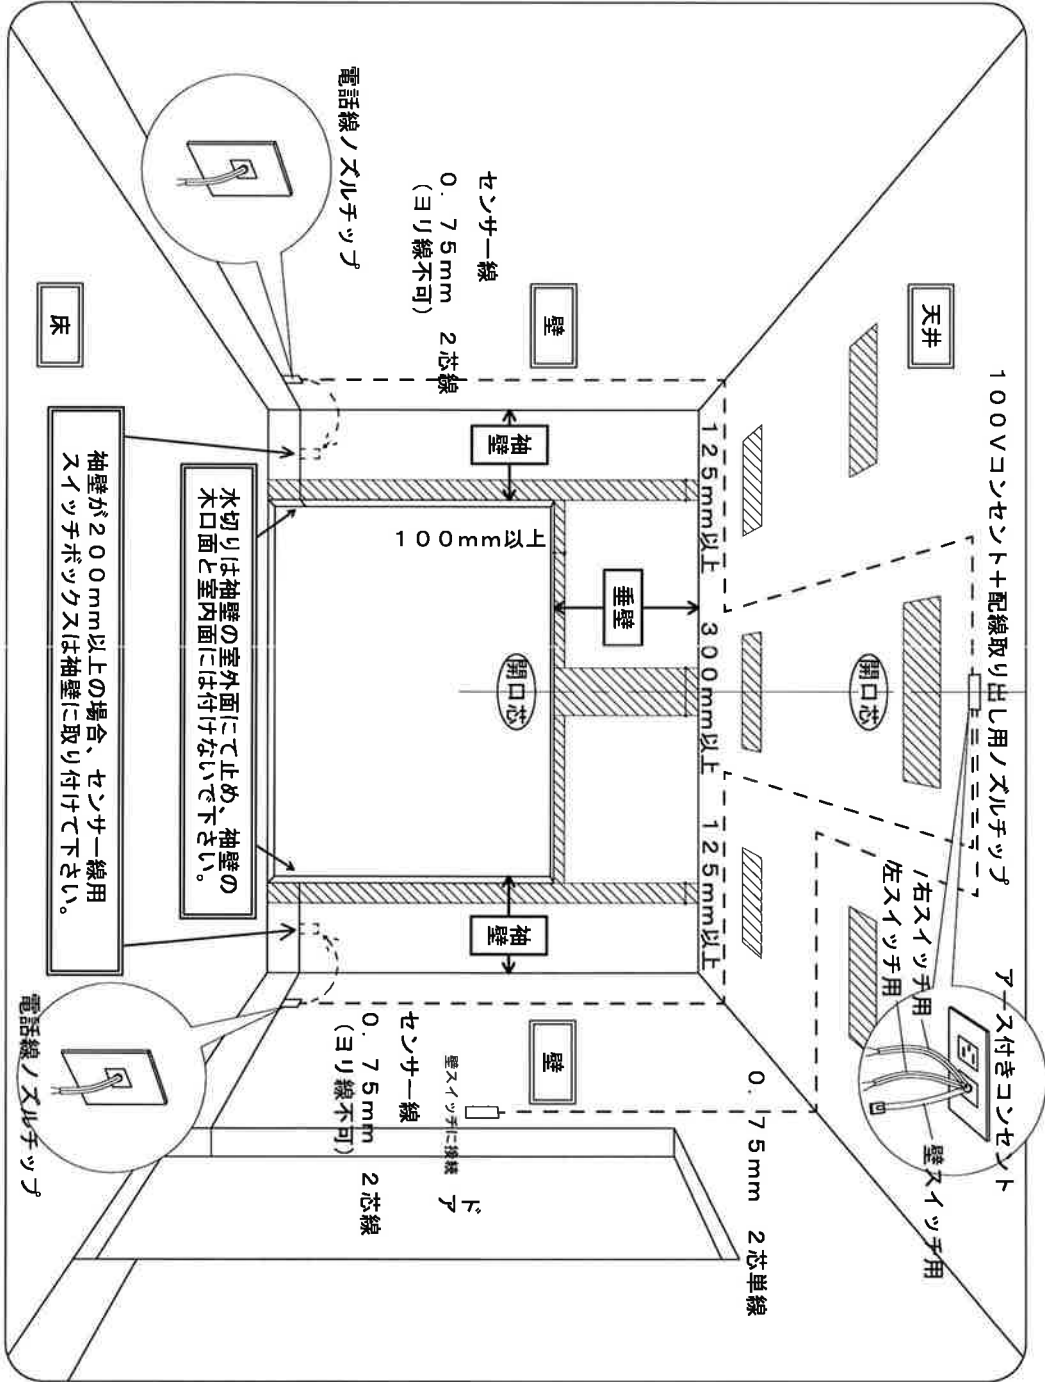 100Vコンセント+配線取り出し用ノズルチップ
アース付きコンセント
天井
開口芯
/右スイッチ用
左スイッチ用
壁スイッチ用
125mm以上
300mm以上
125mm以上
0.75mm 2芯単線
壁
垂壁
開口芯
100mm以上
袖壁
袖壁
壁
センサー線
0.75mm 2芯線
(ヨリ線不可)
電話線ノズルチップ
センサー線
0.75mm 2芯線
(ヨリ線不可)
壁スイッチに接続
ドア
水切りは袖壁の室外面にて止め、袖壁の
木口面と室内面には付けないで下さい。
床
袖壁が200mm以上の場合、センサー線用
スイッチボックスは袖壁に取り付けて下さい。
電話線ノズルチップ